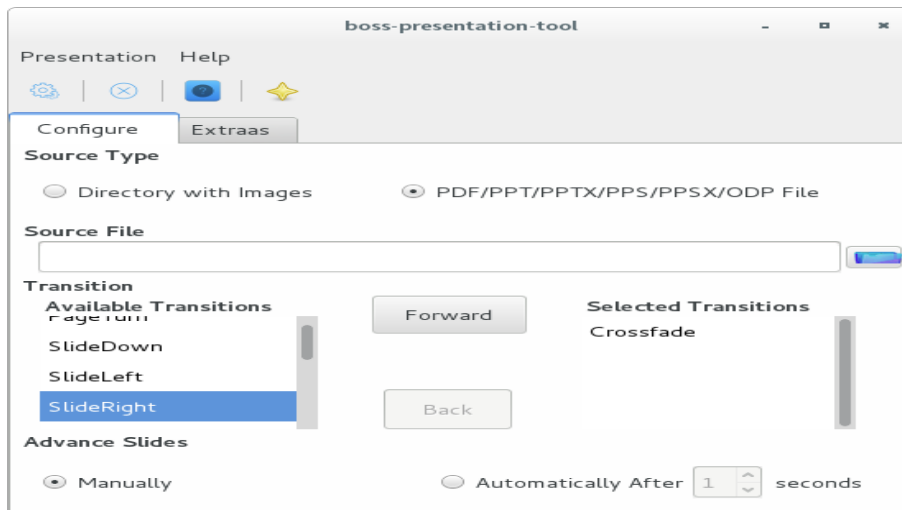 boss-presentation-tool
Presentation Help
Configure Extraas
Source Type
Directory with Images PDF/PPT/PPTX/PPS/PPSX/ODP File
Source File
Transition
Available Transitions Forward Selected Transitions
PageTurn Crossfade
SlideDown
SlideLeft
SlideRight Back
Advance Slides
Manually Automatically After 1 seconds